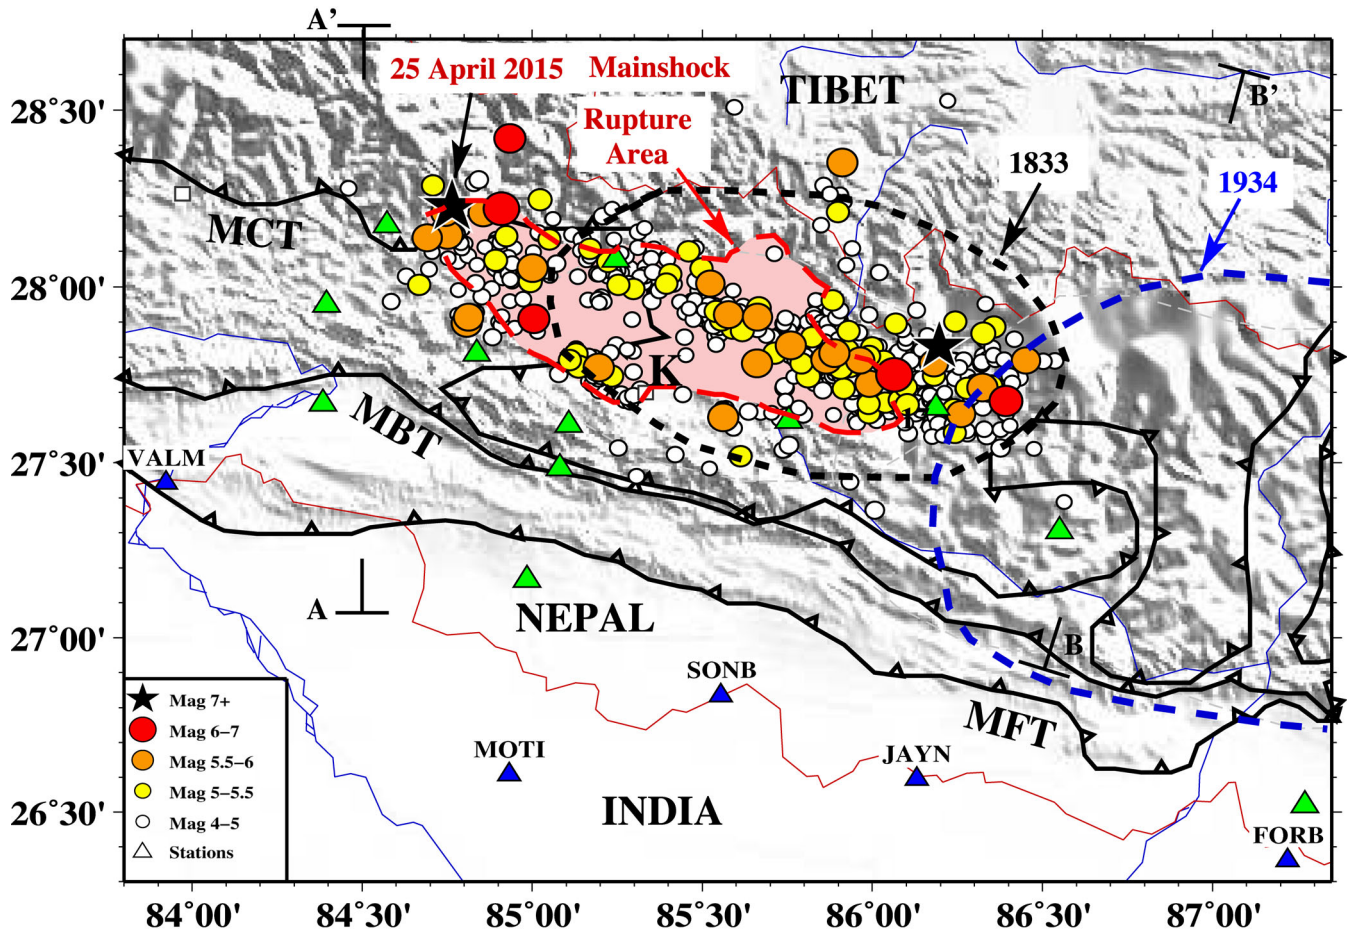 A'
25 April 2015
Mainshock
Rupture
Area
TIBET
B'
1833
1934
MCT
K
MBT
VALM
A
NEPAL
B
SONB
MFT
MOTI
JAYN
INDIA
FORB
Mag 7+
Mag 6−7
Mag 5.5−6
Mag 5−5.5
Mag 4−5
Stations
28°30'
28°00'
27°30'
27°00'
26°30'
84°00'
84°30'
85°00'
85°30'
86°00'
86°30'
87°00'